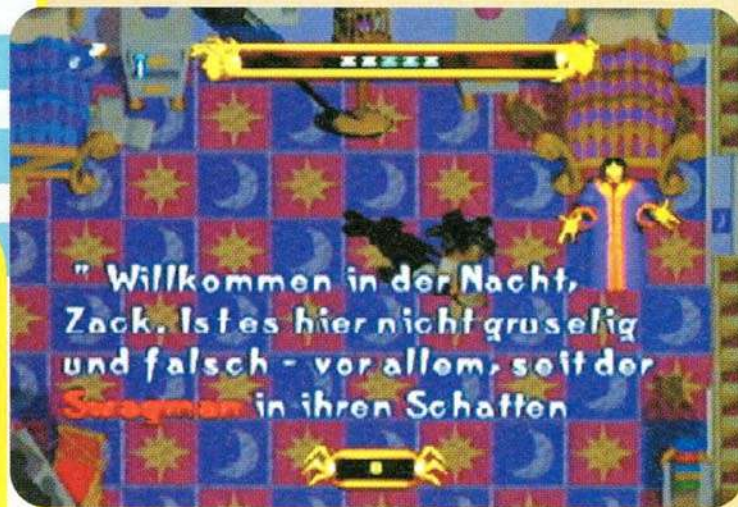 " Willkommen in der Nacht,
Zack. Ist es hier nicht gruselig
und falsch - vor allem, seit der
Swagman in ihren Schatten